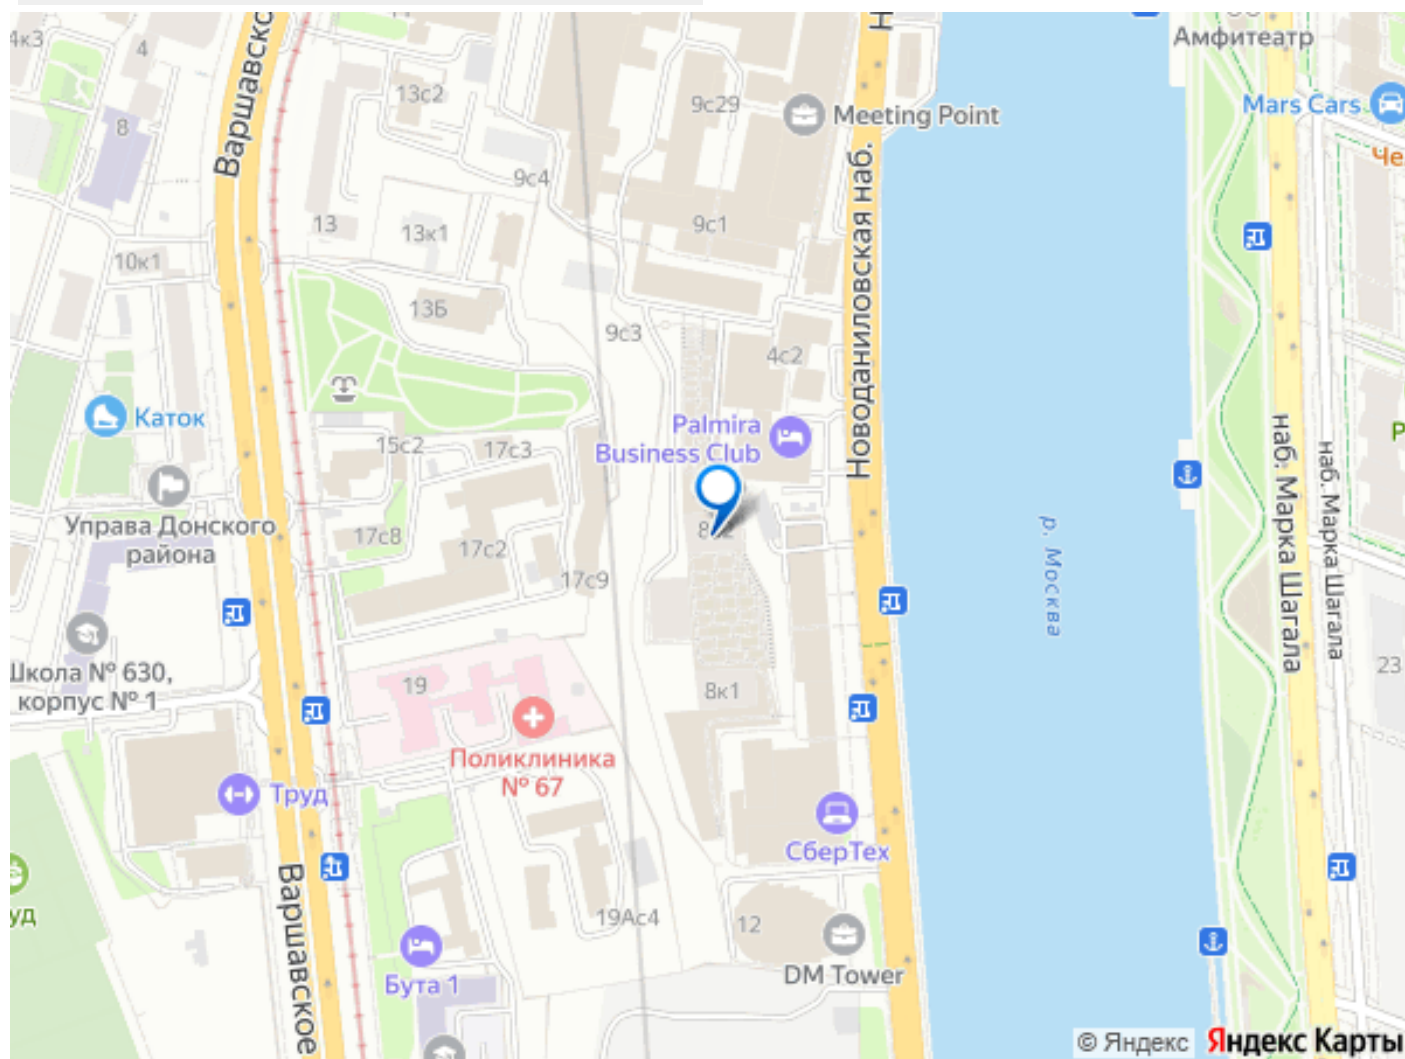 4к3
4
Варшавско
13с2
9с29
Meeting Point
Н
Амфитеатр
Mars Cars
Че
8
9с4
13
13к1
9с1
10к1
13Б
9с3
4с2
Новоданиловская наб.
Каток
15с2
17с3
Palmira
Business Club
Управа Донского
района
17с8
17с2
17с9
р. Москва
наб. Марка Шагала
наб. Марка Шагала
Р
Школа № 630,
корпус № 1
19
8к1
23
Поликлиника
№ 67
Труд
СберТех
уд
Варшавское
19Ас4
12
Бута 1
DM Tower
© Яндекс
Яндекс Карты